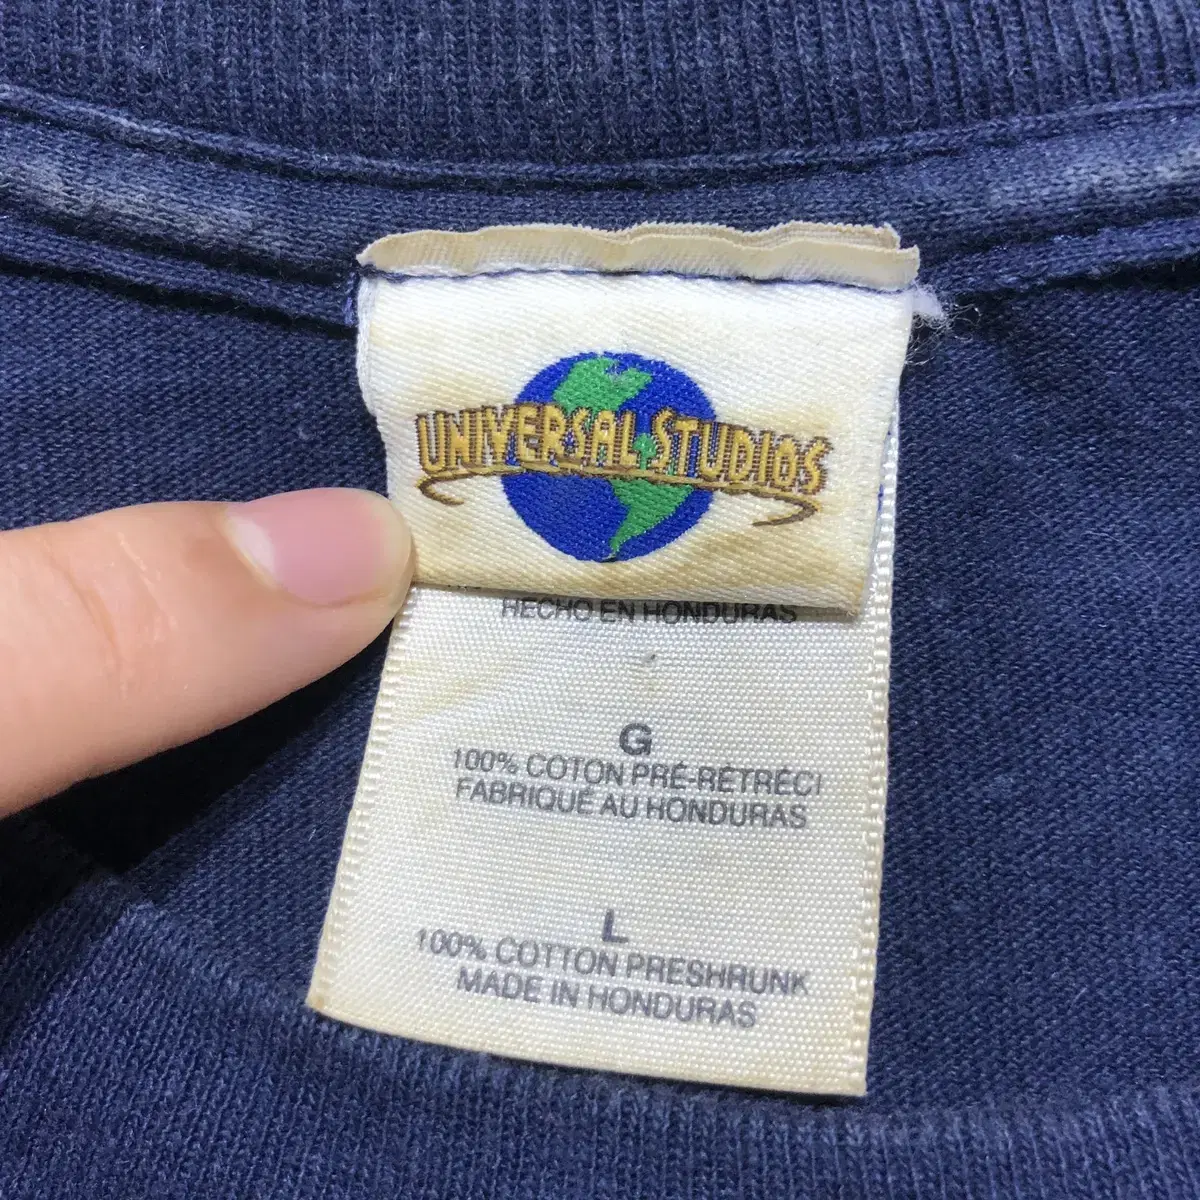 UNIVERSAL STUDIOS
HECHO EN HONDURAS
G
100% COTON PRÉ-RÉTRÉCI
FABRIQUÉ AU HONDURAS
L
100% COTTON PRESHRUNK
MADE IN HONDURAS